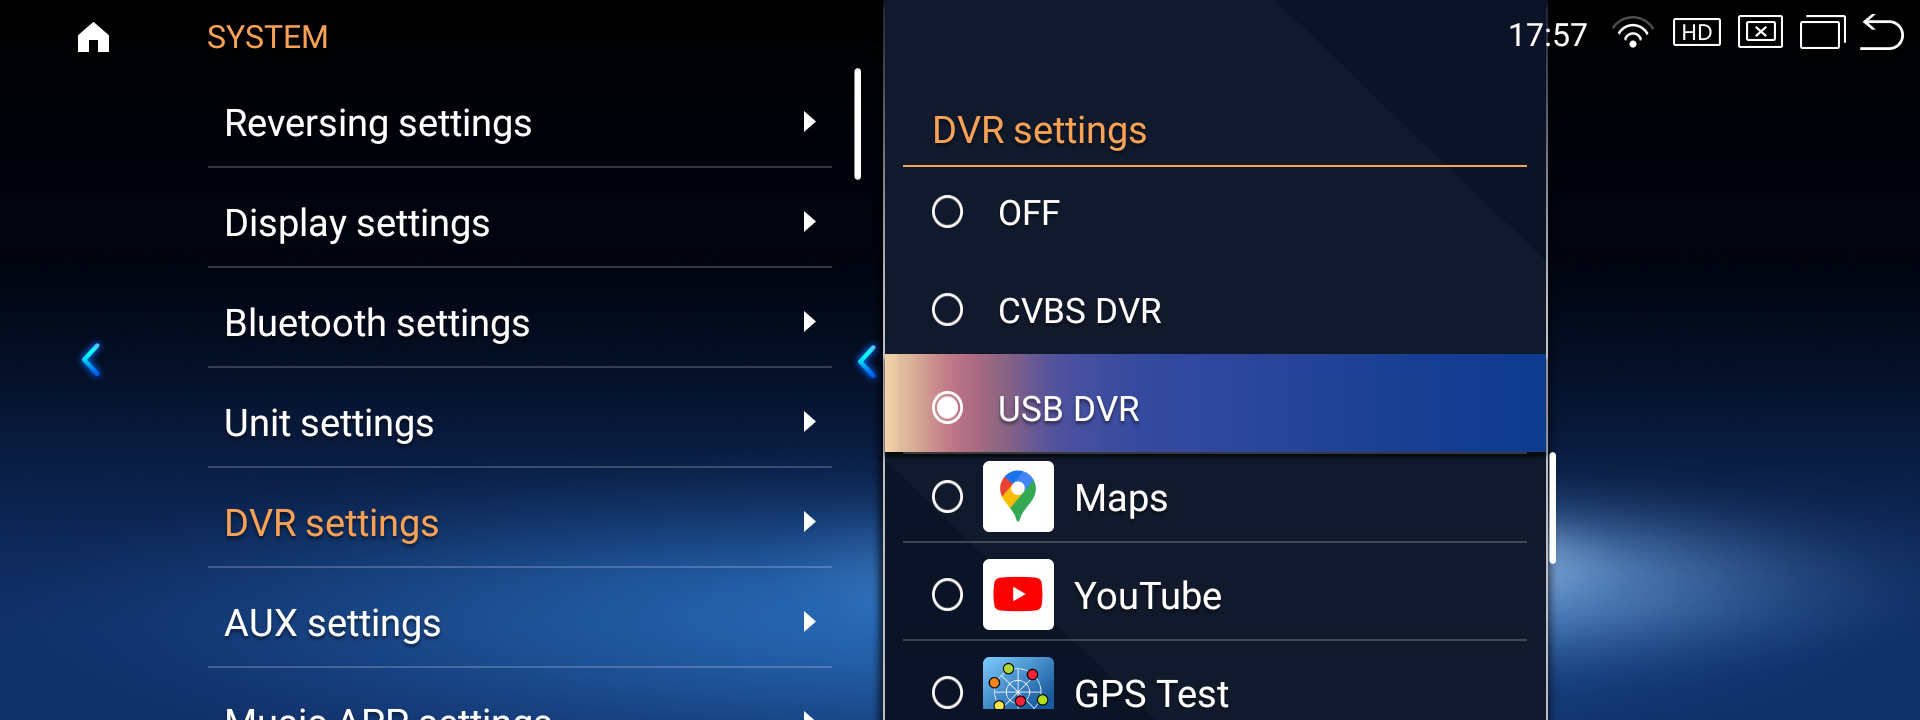 SYSTEM
17:57
HD
Reversing settings
Display settings
Bluetooth settings
Unit settings
DVR settings
AUX settings
Music APP settings
DVR settings
OFF
CVBS DVR
USB DVR
Maps
YouTube
GPS Test